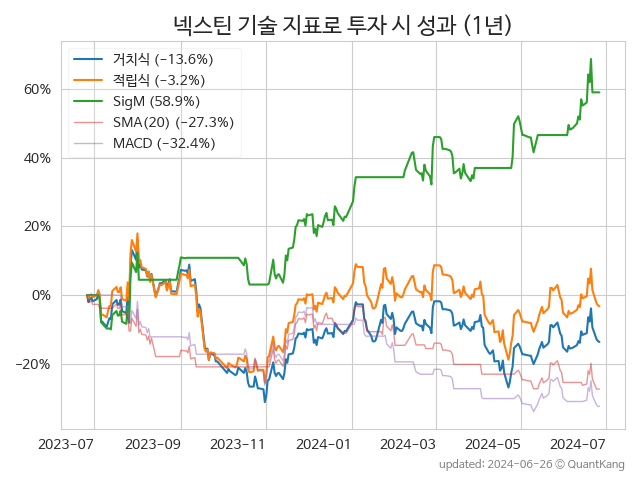 넥스틴 기술 지표로 투자 시 성과 (1년)
거치식 (−13.6%)
적립식 (−3.2%)
SigM (58.9%)
SMA(20) (−27.3%)
MACD (−32.4%)
60%
40%
20%
0%
−20%
2023-07 2023-09 2023-11 2024-01 2024-03 2024-05 2024-07
updated: 2024-06-26 ⓒ QuantKang